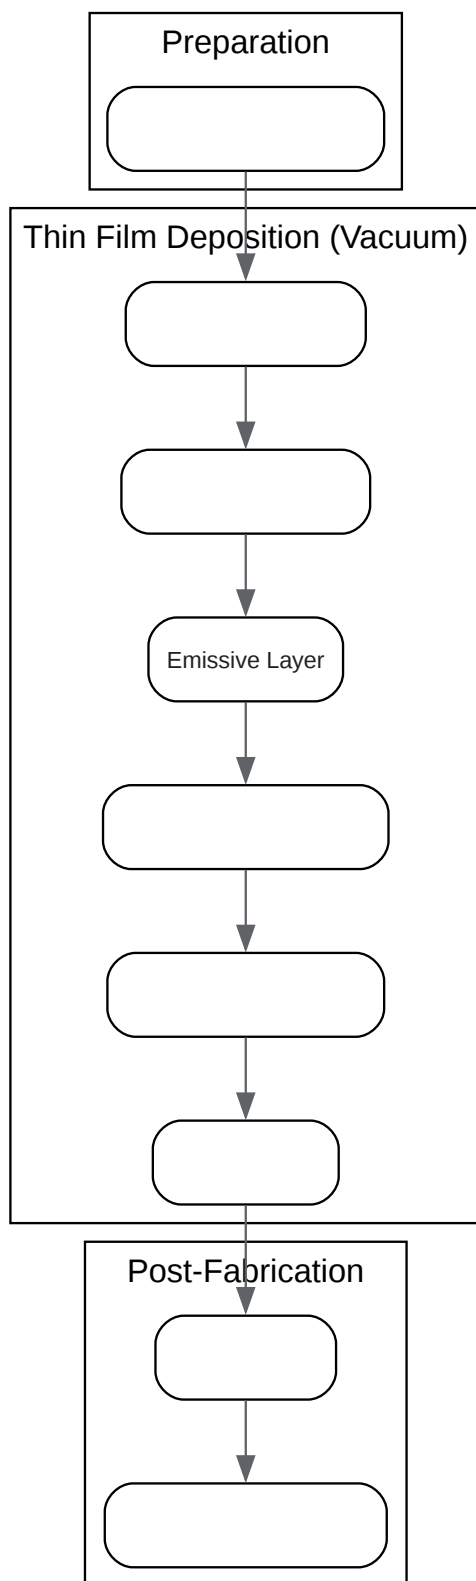 Preparation
Thin Film Deposition (Vacuum)
Emissive Layer
Post-Fabrication